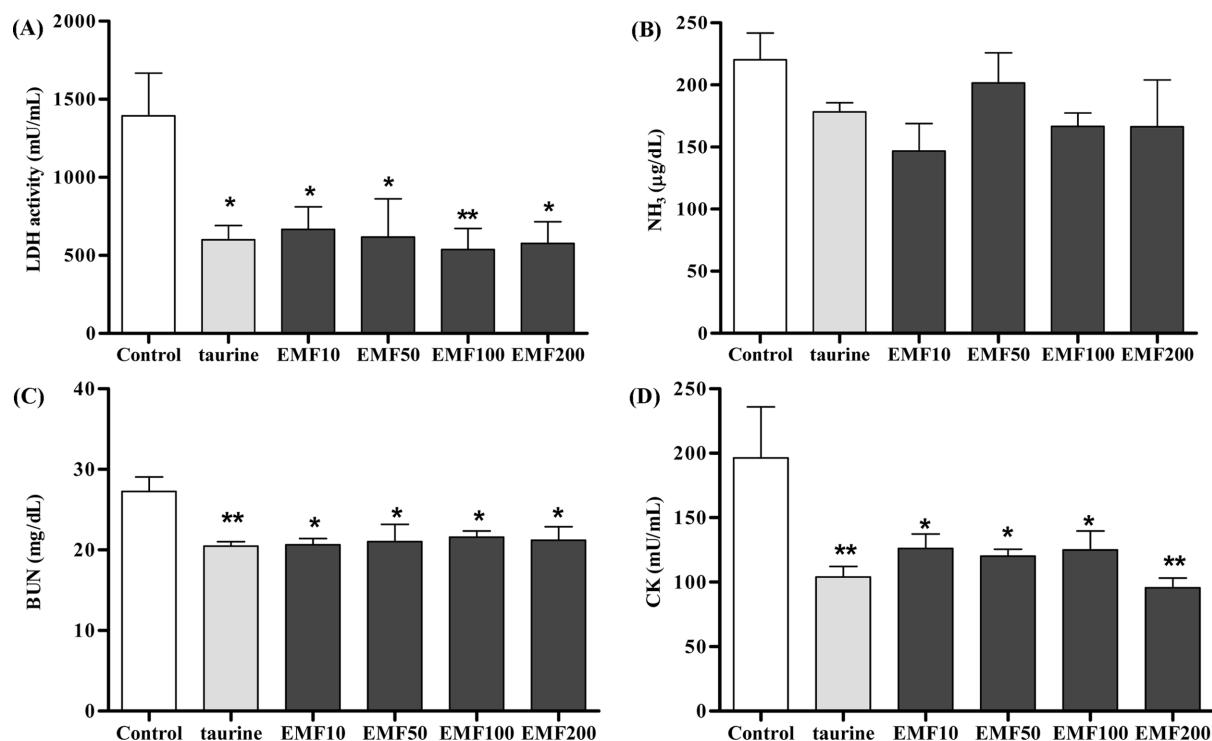 (A)
LDH activity (mU/mL)
2000
1500
1000
500
0
* * * ** *
Control taurine EMF10 EMF50 EMF100 EMF200
(B)
NH₃ (μg/dL)
250
200
150
100
50
0
Control taurine EMF10 EMF50 EMF100 EMF200
(C)
BUN (mg/dL)
40
30
20
10
0
** * * * *
Control taurine EMF10 EMF50 EMF100 EMF200
(D)
CK (mU/mL)
250
200
150
100
50
0
** * * * **
Control taurine EMF10 EMF50 EMF100 EMF200